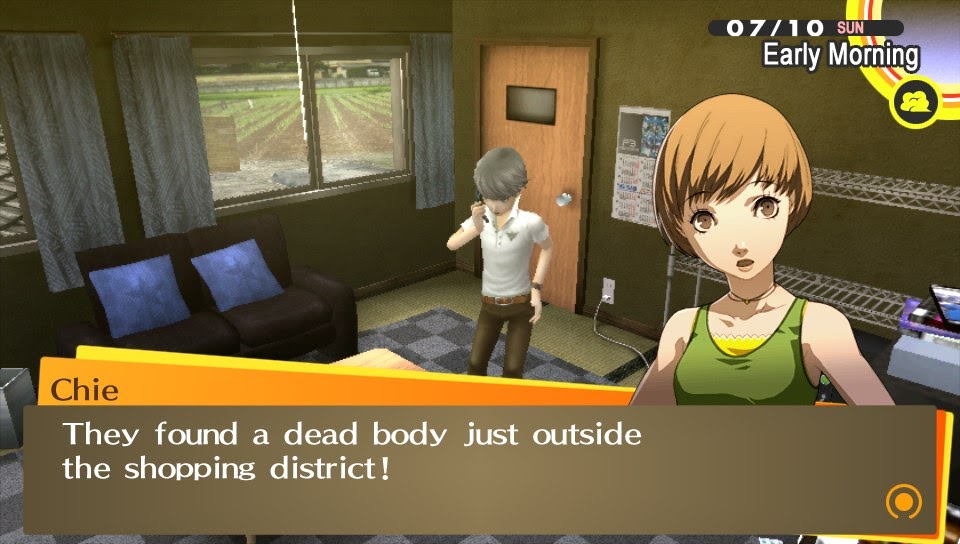 07/10 SUN
Early Morning
Chie
They found a dead body just outside
the shopping district!